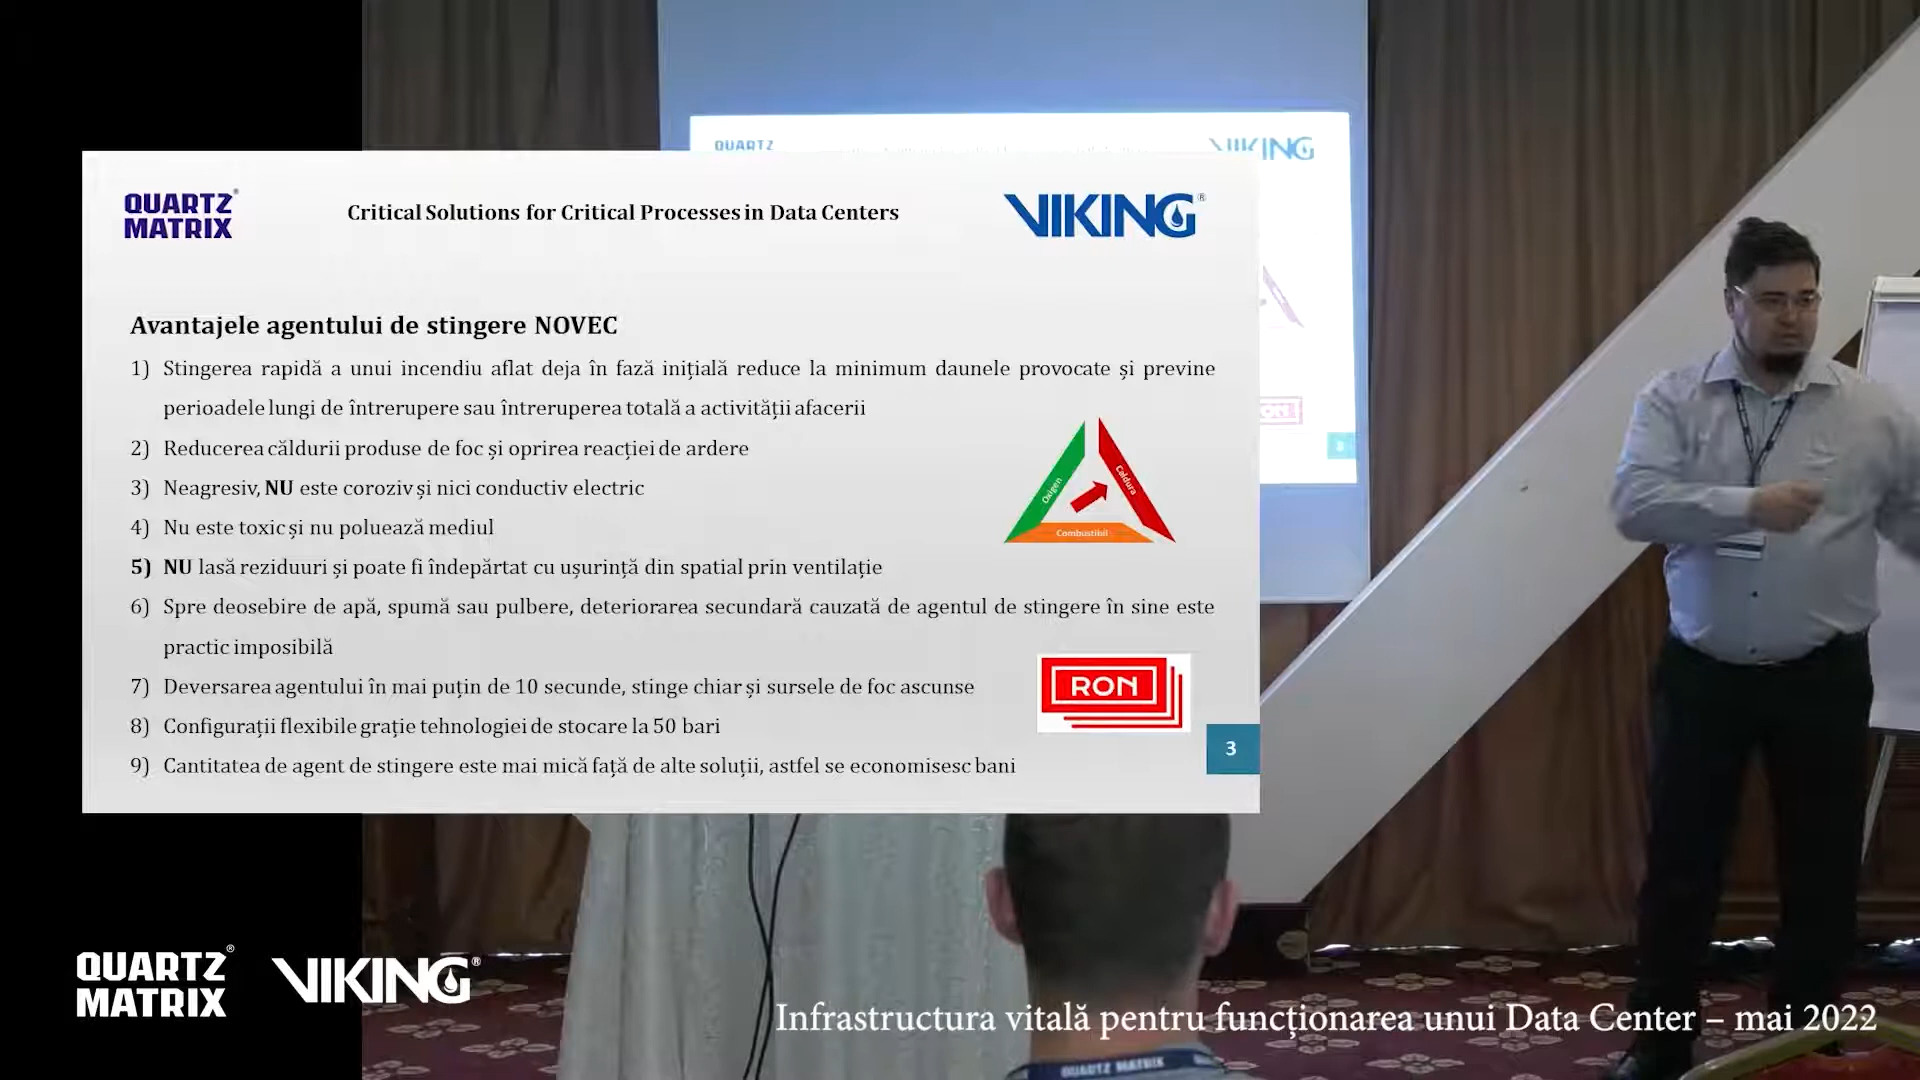 QUARTZ
VIKING
QUARTZ®
MATRIX
Critical Solutions for Critical Processes in Data Centers
VIKING®
Avantajele agentului de stingere NOVEC
1) Stingerea rapidă a unui incendiu aflat deja în fază inițială reduce la minimum daunele provocate și previne
perioadele lungi de întrerupere sau întreruperea totală a activității afacerii
2) Reducerea căldurii produse de foc și oprirea reacției de ardere
3) Neagresiv, NU este coroziv și nici conductiv electric
4) Nu este toxic și nu poluează mediul
5) NU lasă reziduuri și poate fi îndepărtat cu ușurință din spatial prin ventilație
6) Spre deosebire de apă, spumă sau pulbere, deteriorarea secundară cauzată de agentul de stingere în sine este
practic imposibilă
7) Deversarea agentului în mai puțin de 10 secunde, stinge chiar și sursele de foc ascunse
8) Configurații flexibile grație tehnologiei de stocare la 50 bari
9) Cantitatea de agent de stingere este mai mică față de alte soluții, astfel se economisesc bani
Oxigen
Caldura
Combustibil
RON
3
QUARTZ®
MATRIX
VIKING®
Infrastructura vitală pentru funcționarea unui Data Center – mai 2022
QUARTZ MATRIX